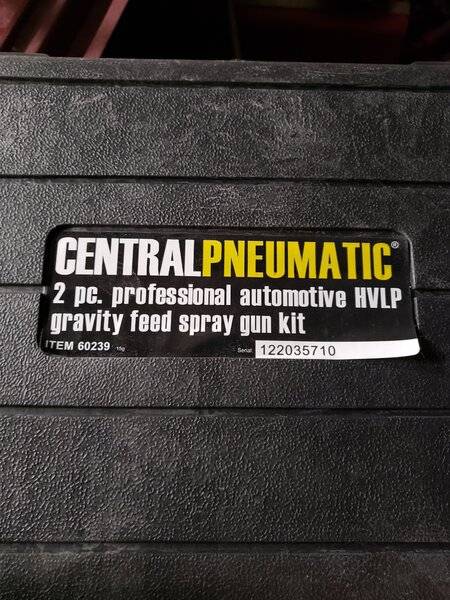 CENTRALPNEUMATIC®
2 pc. professional automotive HVLP
gravity feed spray gun kit
ITEM 60239 Serial: 122035710